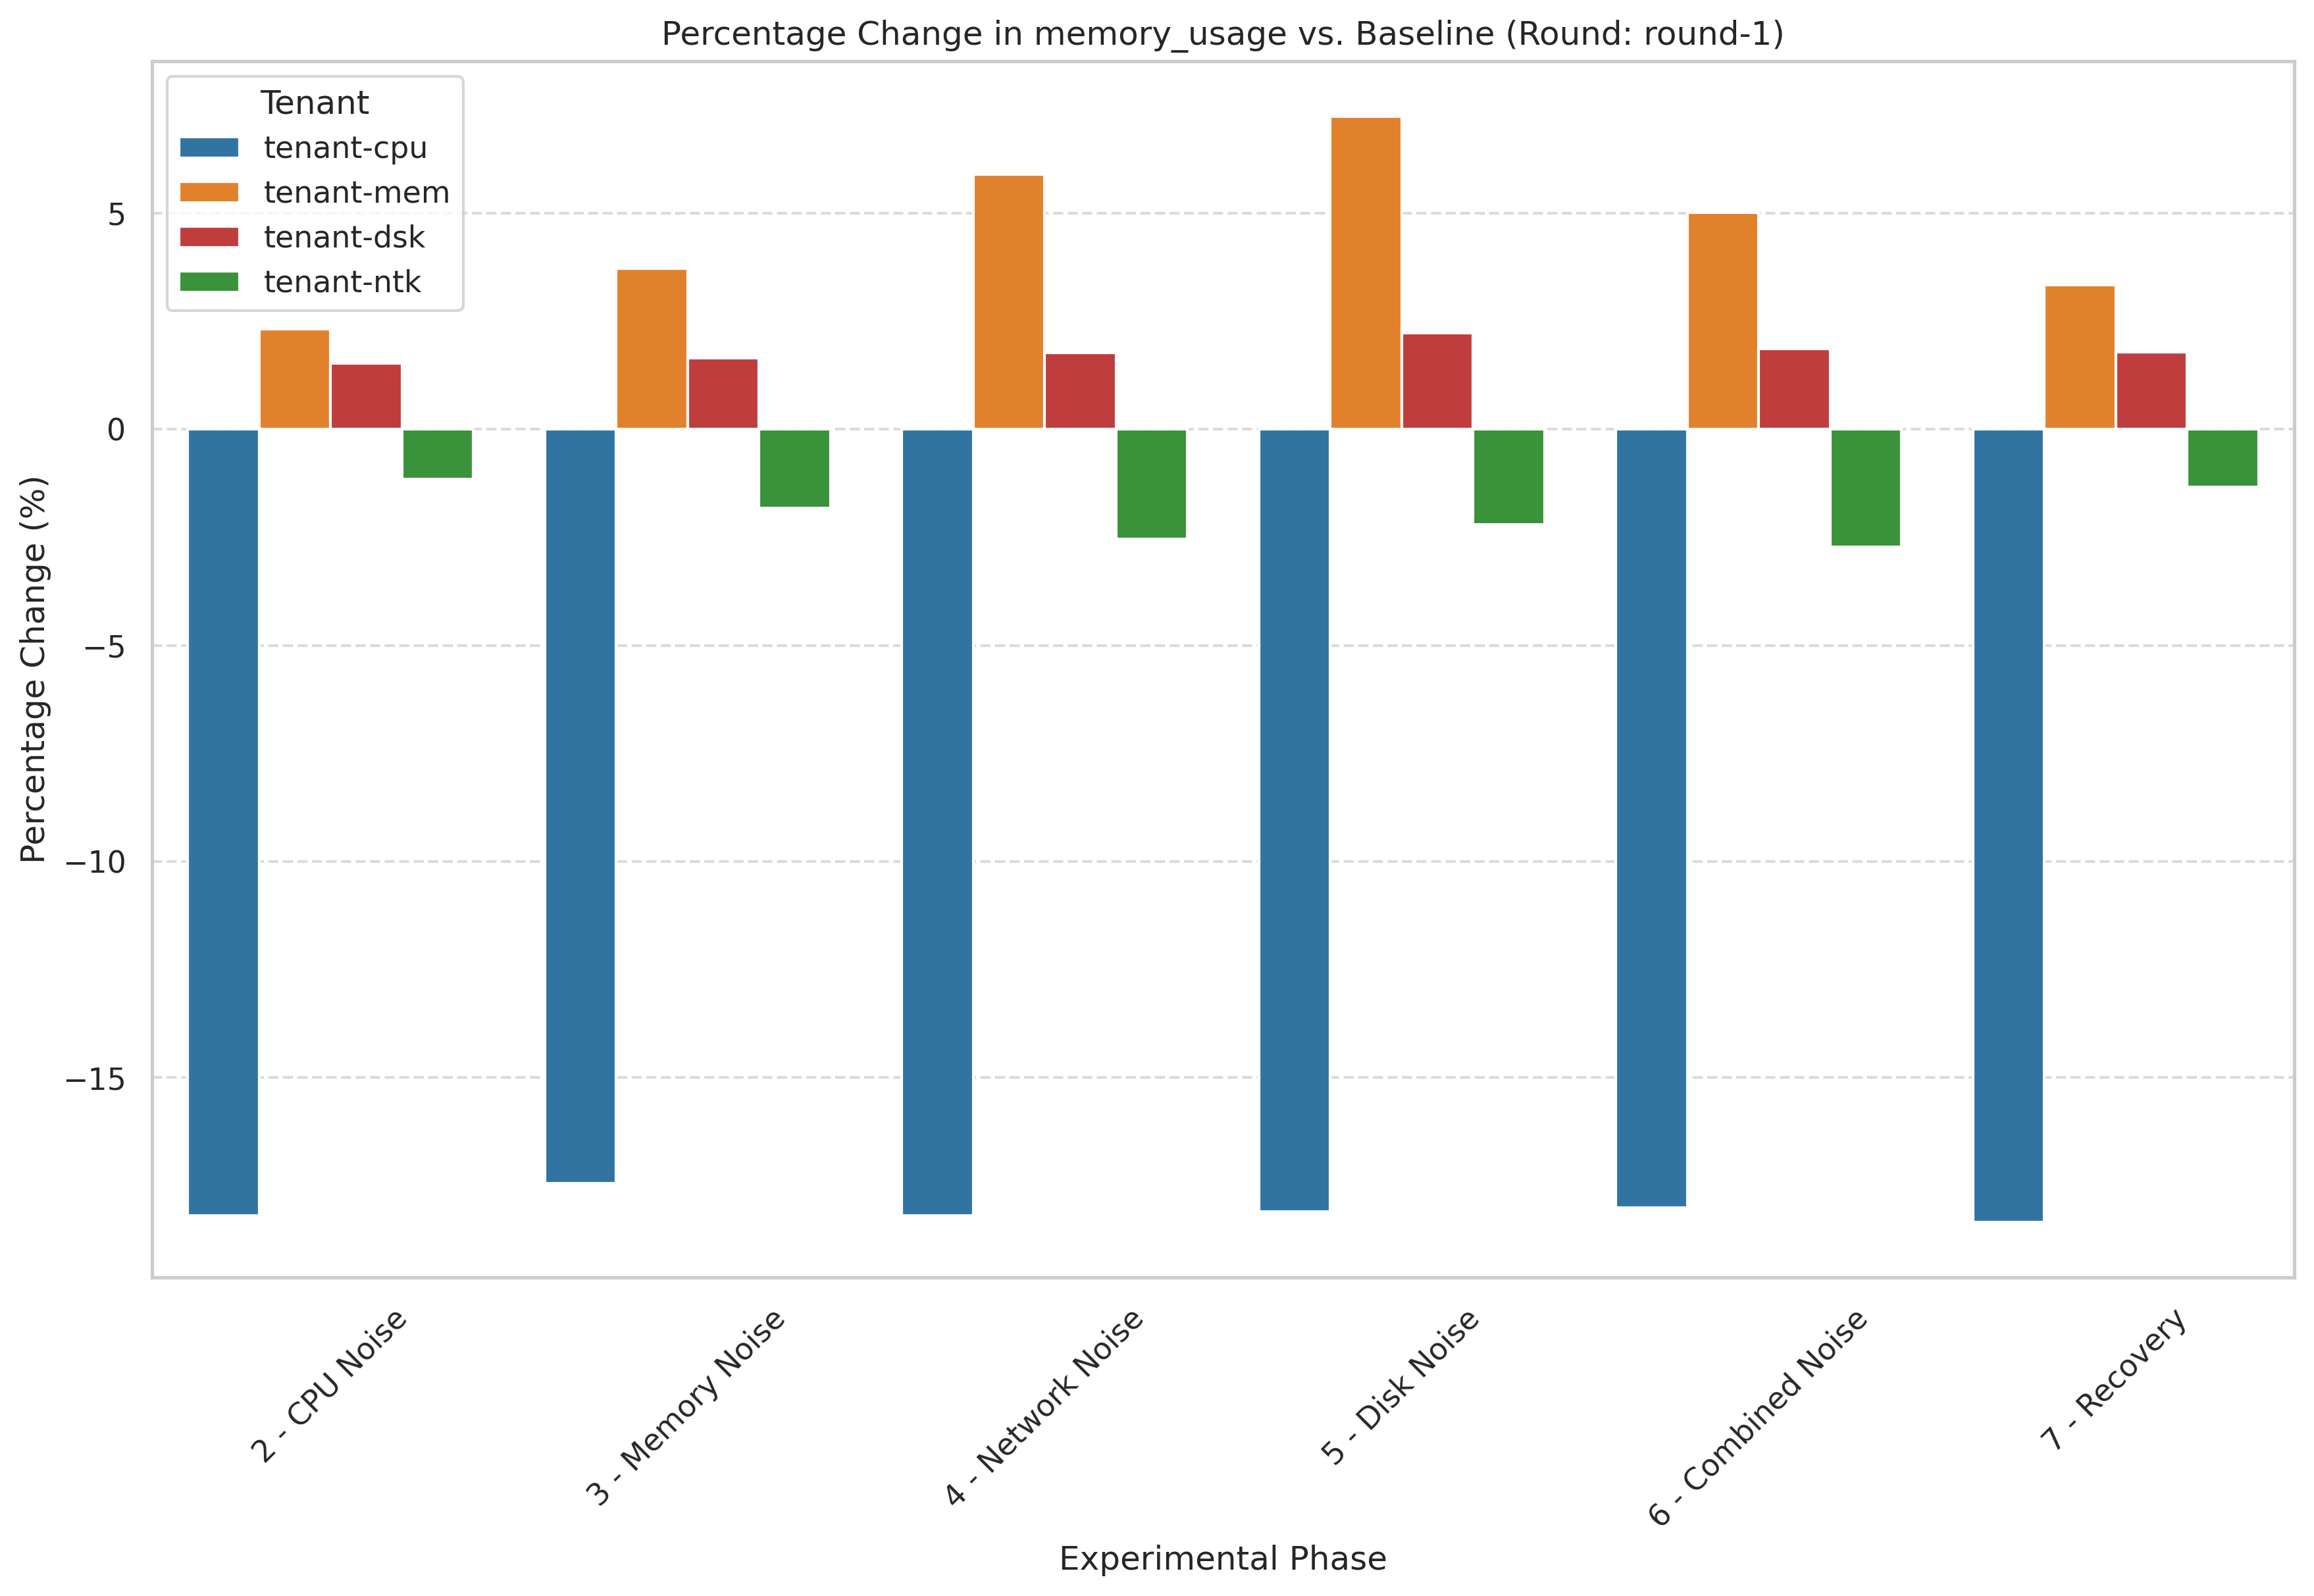 Percentage Change in memory_usage vs. Baseline (Round: round-1)
Tenant
tenant-cpu
tenant-mem
tenant-dsk
tenant-ntk
Percentage Change (%)
5
0
−5
−10
−15
2 - CPU Noise
3 - Memory Noise
4 - Network Noise
5 - Disk Noise
6 - Combined Noise
7 - Recovery
Experimental Phase